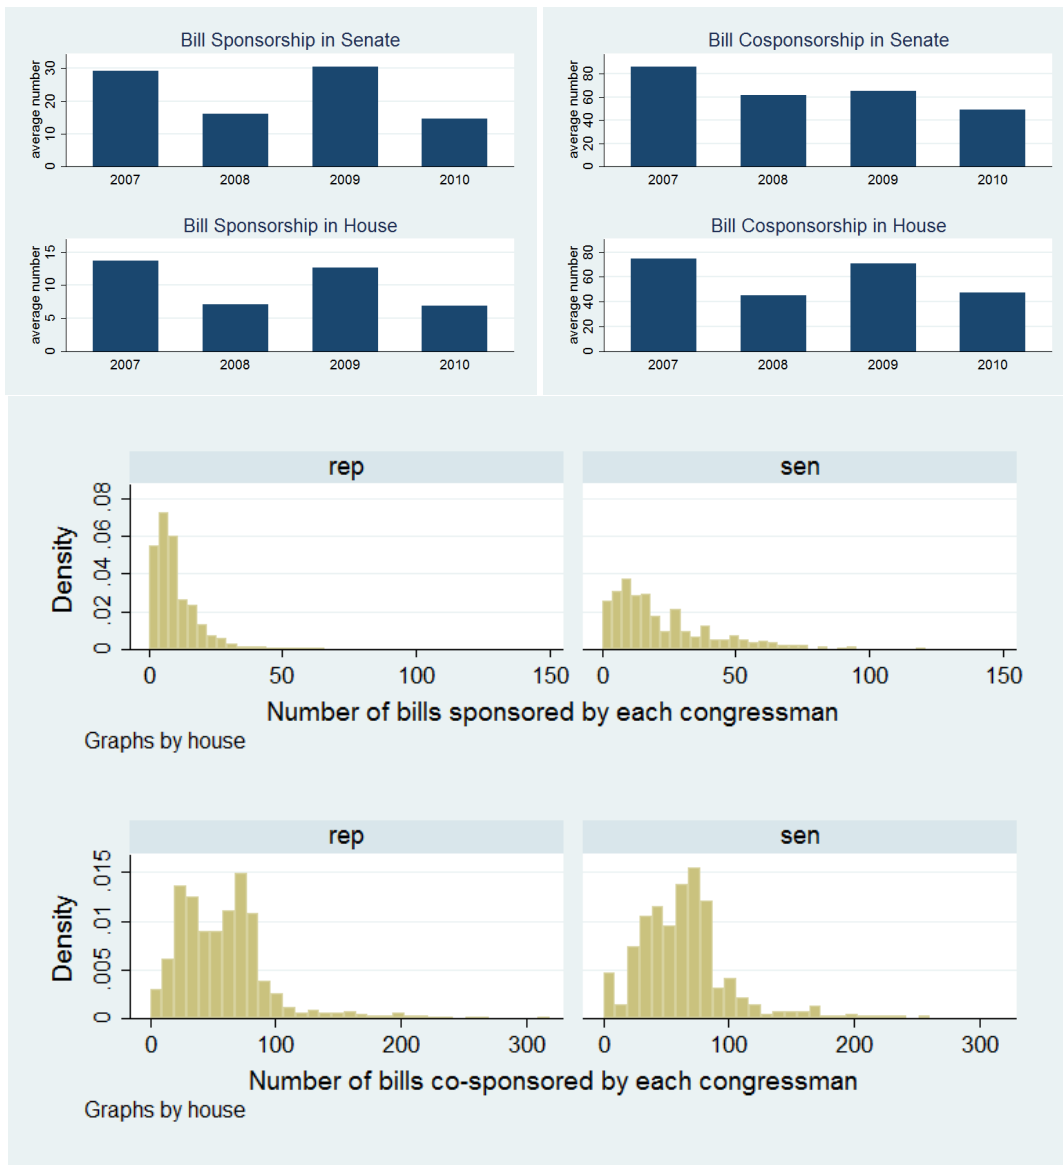 Bill Sponsorship in Senate
average number
0 10 20 30
2007 2008 2009 2010
Bill Sponsorship in House
average number
0 5 10 15
2007 2008 2009 2010
Bill Cosponsorship in Senate
average number
0 20 40 60 80
2007 2008 2009 2010
Bill Cosponsorship in House
average number
0 20 40 60 80
2007 2008 2009 2010
rep sen
Density
0 .02 .04 .06 .08
0 50 100 150 0 50 100 150
Number of bills sponsored by each congressman
Graphs by house
rep sen
Density
0 .005 .01 .015
0 100 200 300 0 100 200 300
Number of bills co-sponsored by each congressman
Graphs by house